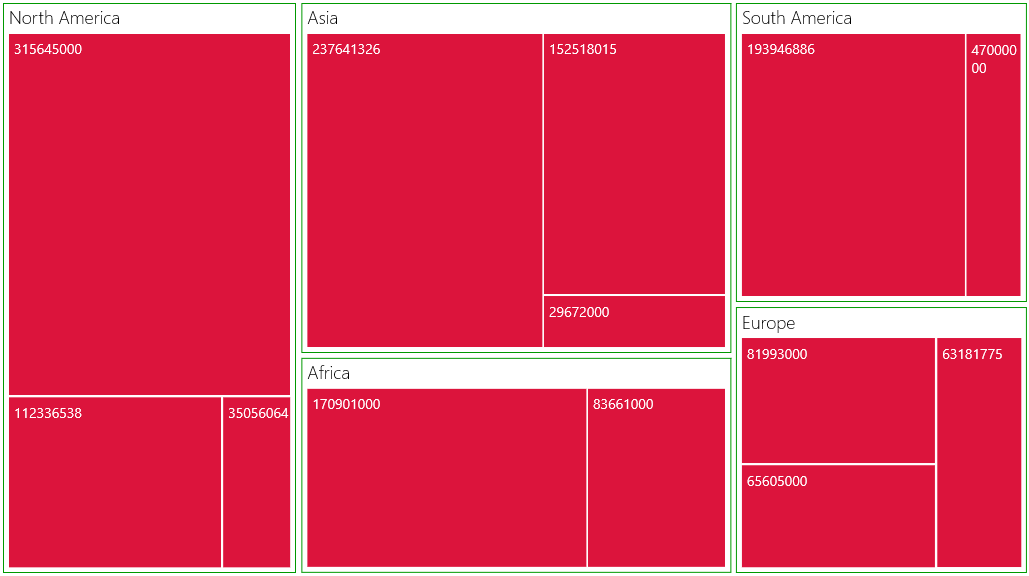 North America
315645000
112336538
35056064
Asia
237641326
152518015
29672000
Africa
170901000
83661000
South America
193946886
470000
00
Europe
81993000
63181775
65605000